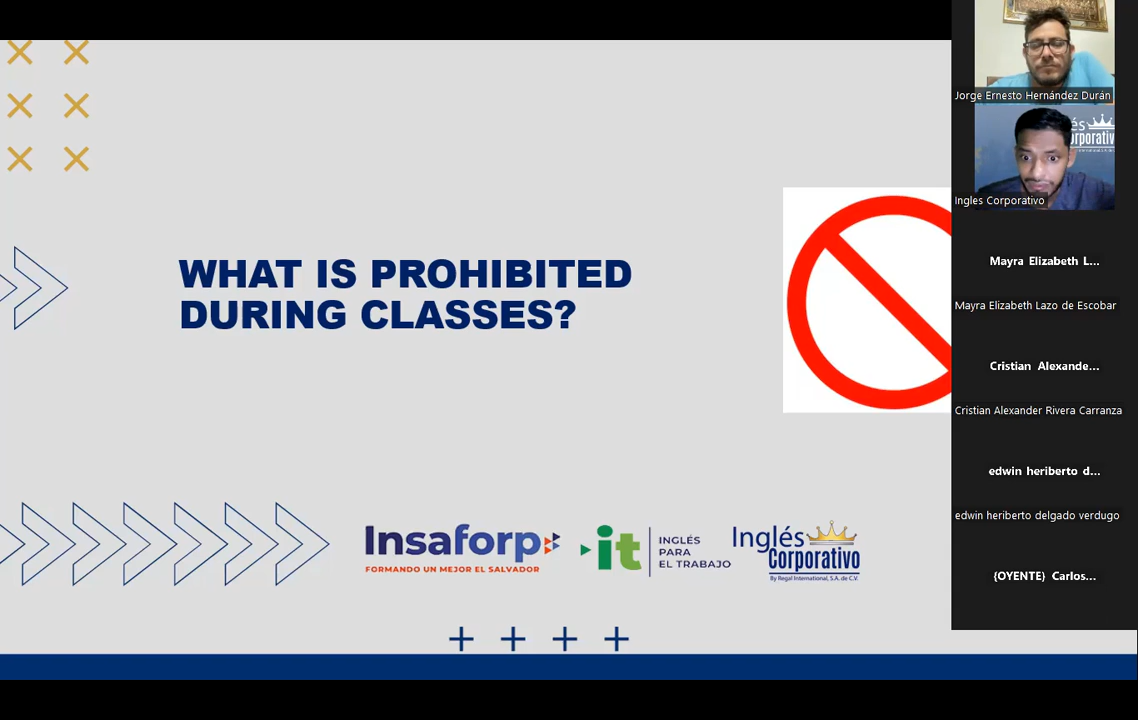 WHAT IS PROHIBITED
DURING CLASSES?
Insaforp
FORMANDO UN MEJOR EL SALVADOR
it
INGLÉS
PARA
EL TRABAJO
Inglés
Corporativo
By Regal International, S.A. de C.V.
Jorge Ernesto Hernández Durán
és
orporativ
Ingles Corporativo
Mayra Elizabeth L...
Mayra Elizabeth Lazo de Escobar
Cristian Alexande...
Cristian Alexander Rivera Carranza
edwin heriberto d...
edwin heriberto delgado verdugo
(OYENTE) Carlos...